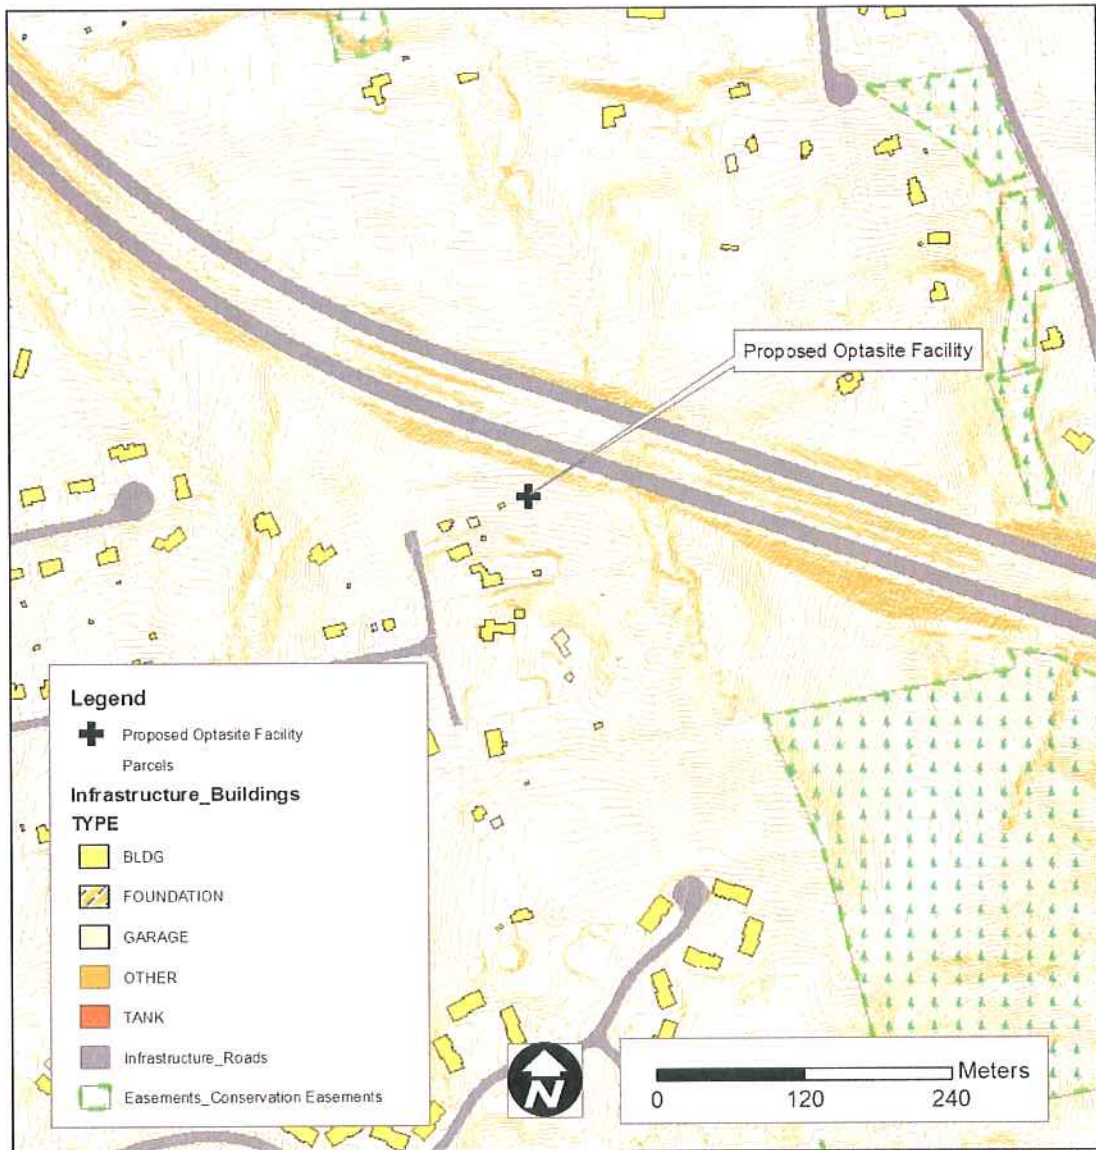 Proposed Optasite Facility
Legend
Proposed Optasite Facility
Parcels
Infrastructure_Buildings
TYPE
BLDG
FOUNDATION
GARAGE
OTHER
TANK
Infrastructure_Roads
Easements_Conservation Easements
N
Meters
0 120 240